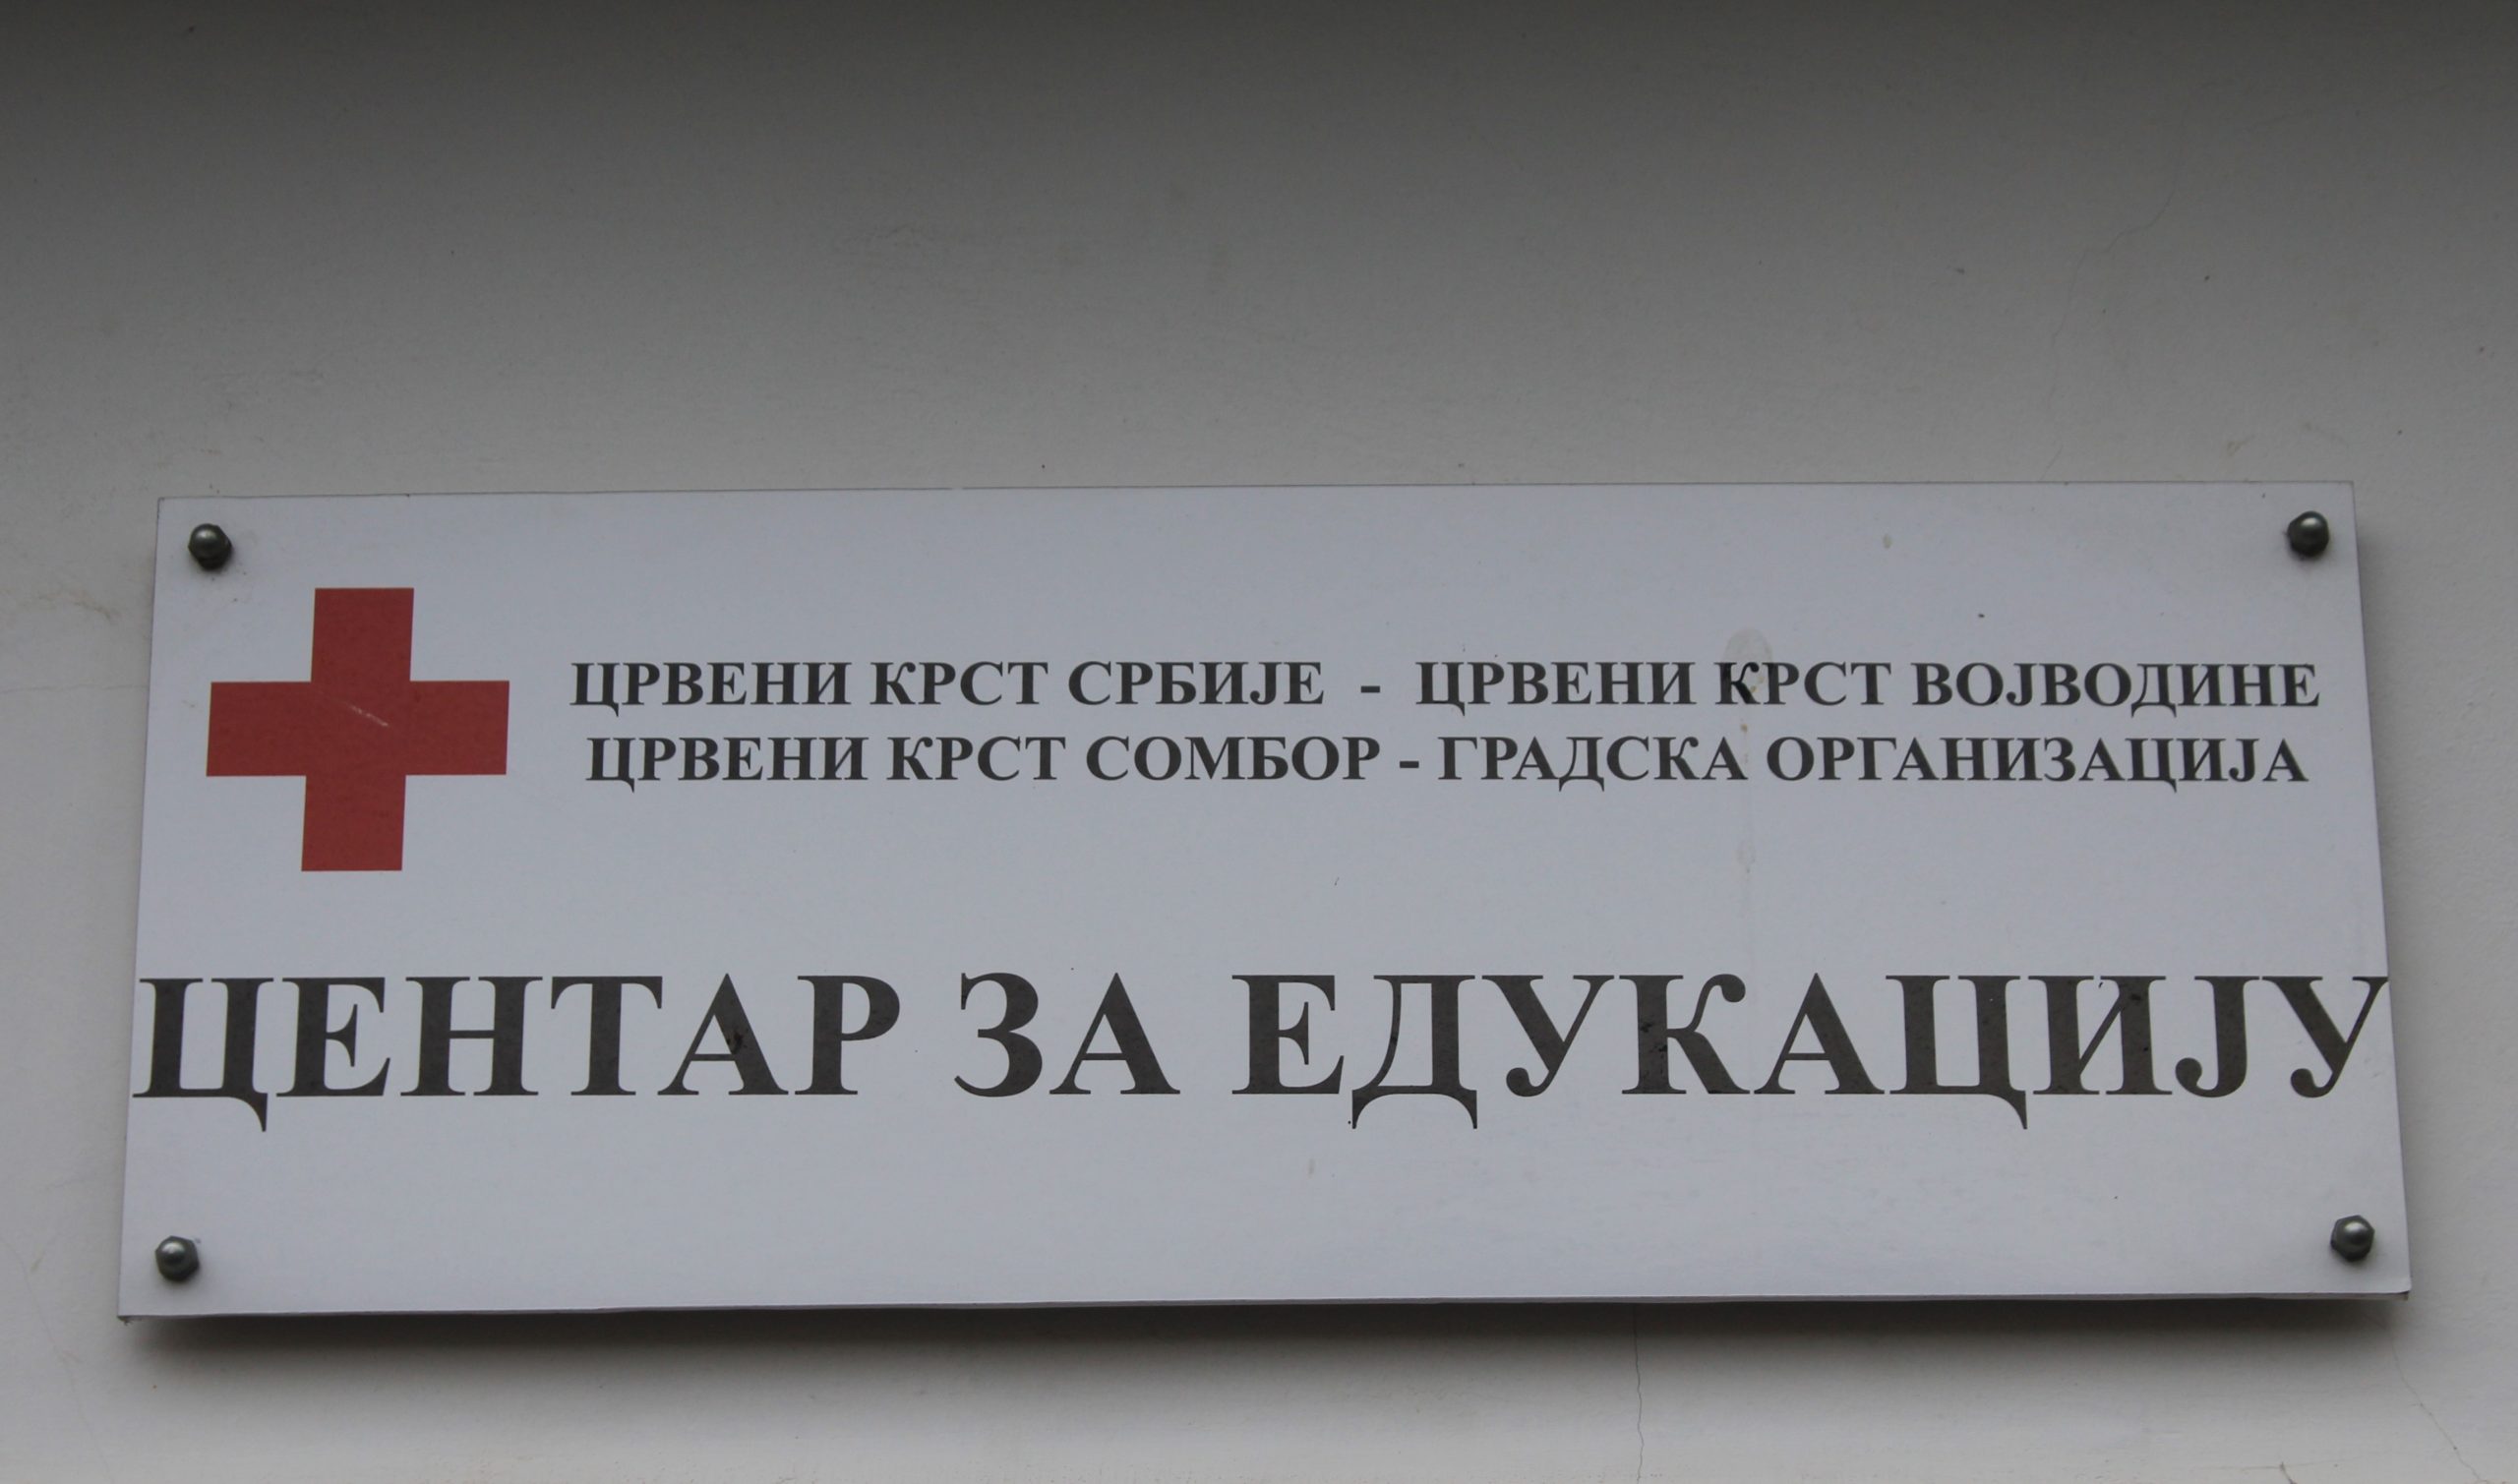 ЦРВЕНИ КРСТ СРБИЈЕ - ЦРВЕНИ КРСТ ВОЈВОДИНЕ
ЦРВЕНИ КРСТ СОМБОР - ГРАДСКА ОРГАНИЗАЦИЈА
ЦЕНТАР ЗА ЕДУКАЦИЈУ